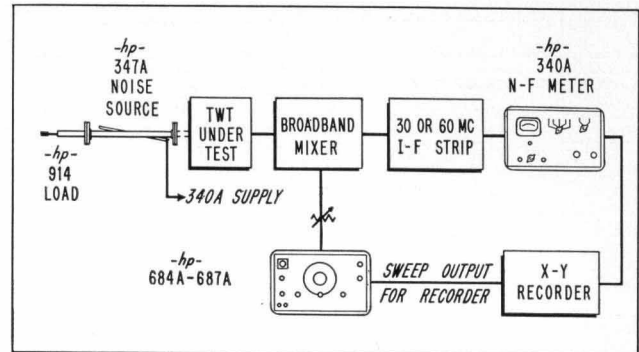 -hp-
347A
NOISE
SOURCE
-hp-
914
LOAD
TWT
UNDER
TEST
BROADBAND
MIXER
30 OR 60 MC
I-F STRIP
-hp-
340A
N-F METER
340A SUPPLY
-hp-
684A-687A
SWEEP OUTPUT
FOR RECORDER
X-Y
RECORDER